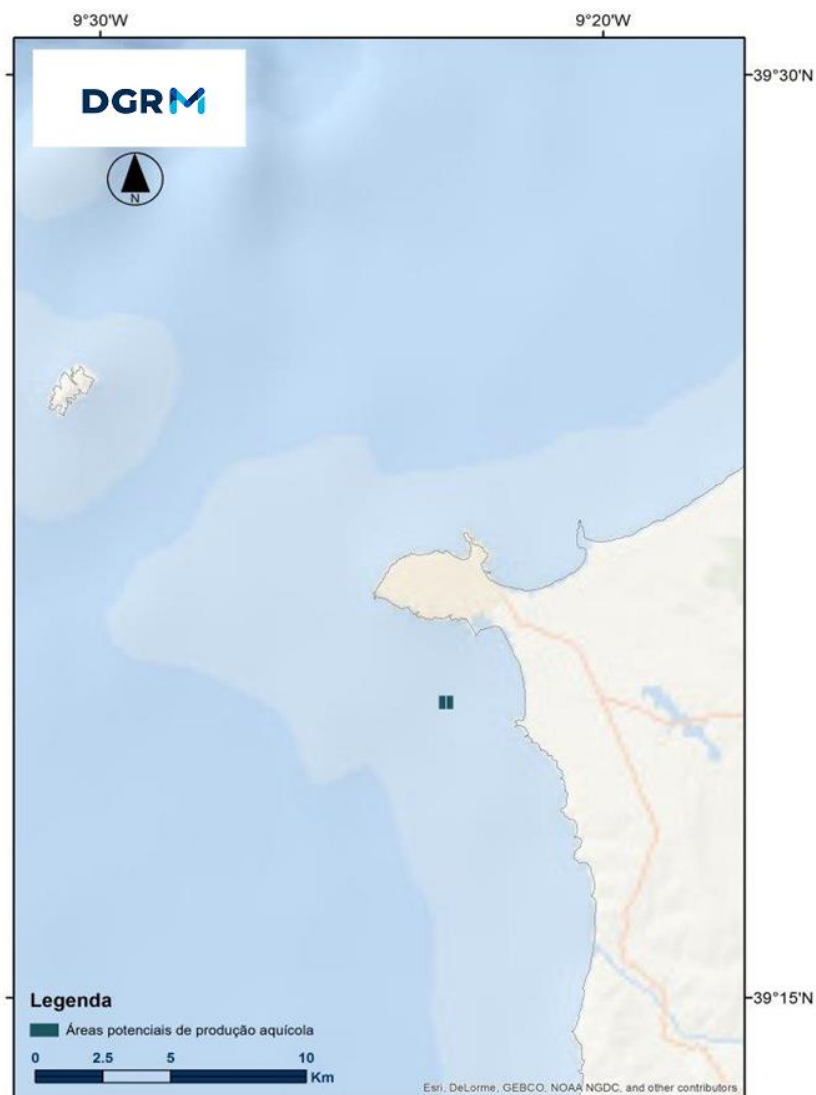 9°30'W 9°20'W
39°30'N
DGRM
N
39°15'N
Legenda
Áreas potenciais de produção aquícola
0 2.5 5 10
Km
Esri, DeLorme, GEBCO, NOAA NGDC, and other contributors